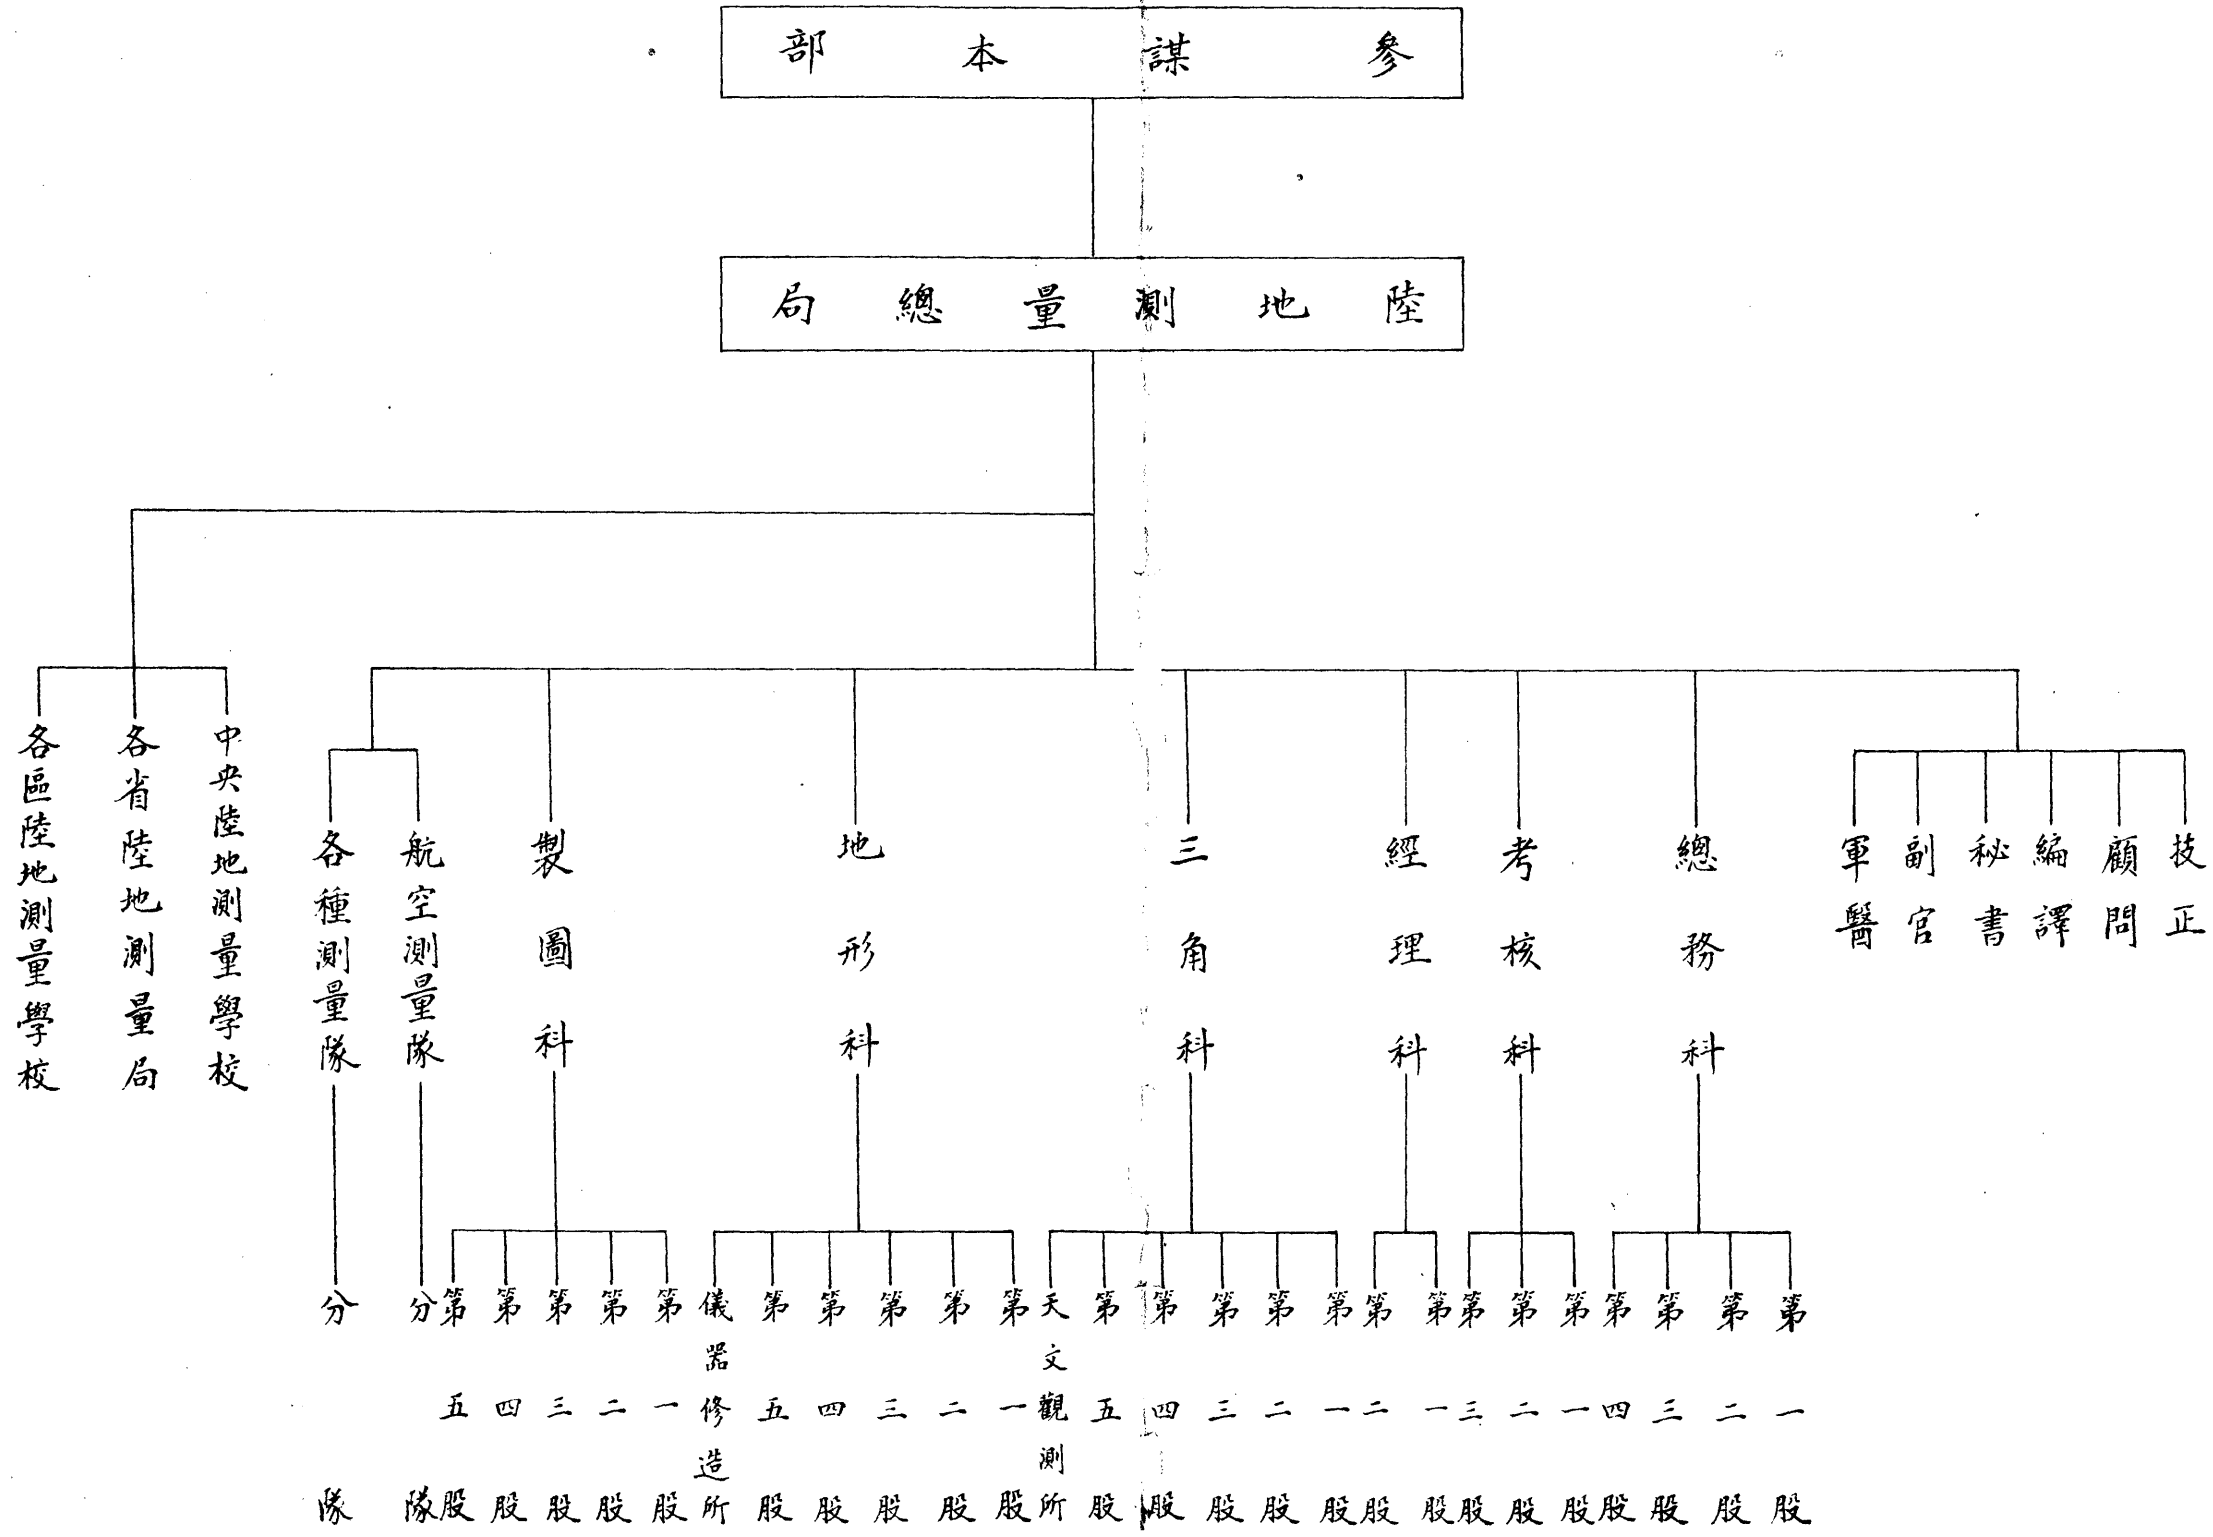 參謀本部
陸地測量總局
技正
顧問
編譯
秘書
副官
軍醫
總務科
考核科
經理科
三角科
地形科
製圖科
航空測量隊
各種測量隊
中央陸地測量學校
各省陸地測量局
各區陸地測量學校
第一股
第二股
第三股
第四股
第一股
第二股
第三股
第一股
第二股
第一股
第二股
第三股
第四股
第五股
天文觀測所
第一股
第二股
第三股
第四股
第五股
儀器修造所
第一股
第二股
第三股
第四股
第五股
分隊
分隊